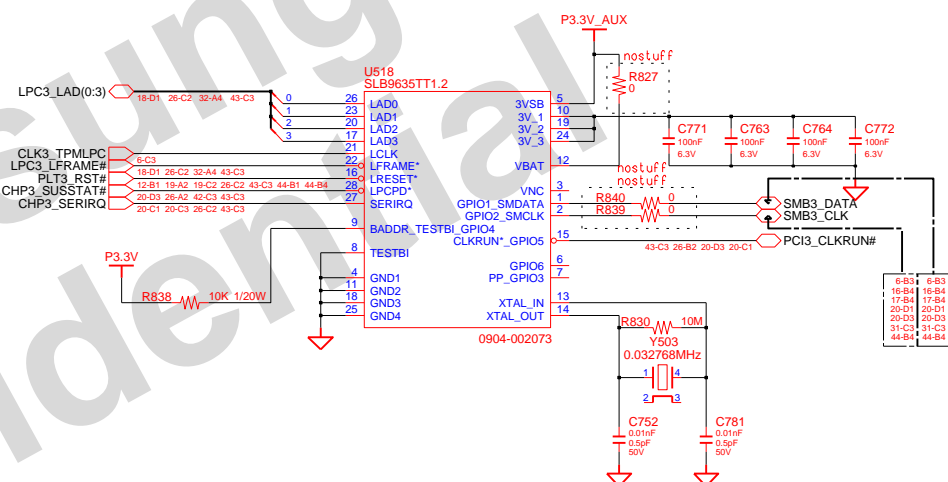 Sung
idential
P3.3V_AUX
nostuff
R827
0
U518
SLB9635TT1.2
LPC3_LAD(0:3)
18-D1 26-C2 32-A4 43-C3
0
1
2
3
26 LAD0
23 LAD1
20 LAD2
17 LAD3
21 LCLK
22 LFRAME*
16 LRESET*
28 LPCPD*
27 SERIRQ
9 BADDR_TESTBI_GPIO4
8 TESTBI
4 GND1
11 GND2
18 GND3
25 GND4
CLK3_TPMLPC
6-C3
LPC3_LFRAME#
18-D1 26-C2 32-A4 43-C3
PLT3_RST#
12-B1 19-A2 19-C2 26-C2 43-C3 44-B1 44-B4
CHP3_SUSSTAT#
20-D3 26-A2 42-C3 43-C3
CHP3_SERIRQ
20-C1 20-C3 26-C2 43-C3
P3.3V
R838
10K 1/20W
3VSB 5
3V_1 10
3V_2 19
3V_3 24
VBAT 12
VNC 3
GPIO1_SMDATA 1
GPIO2_SMCLK 2
CLKRUN*_GPIO5 15
GPIO6 6
PP_GPIO3 7
XTAL_IN 13
XTAL_OUT 14
0904-002073
C771
100nF
6.3V
C763
100nF
6.3V
C764
100nF
6.3V
C772
100nF
6.3V
nostuff
nostuff
R840 0
R839 0
SMB3_DATA
SMB3_CLK
PCI3_CLKRUN#
43-C3 26-B2 20-D3 20-C1
6-B3 6-B3
16-B4 16-B4
17-B4 17-B4
20-D1 20-D1
20-D3 20-D3
31-C3 31-C3
44-B4 44-B4
R830 10M
Y503
0.032768MHz
1 4
2 3
C752
0.01nF
0.5pF
50V
C781
0.01nF
0.5pF
50V